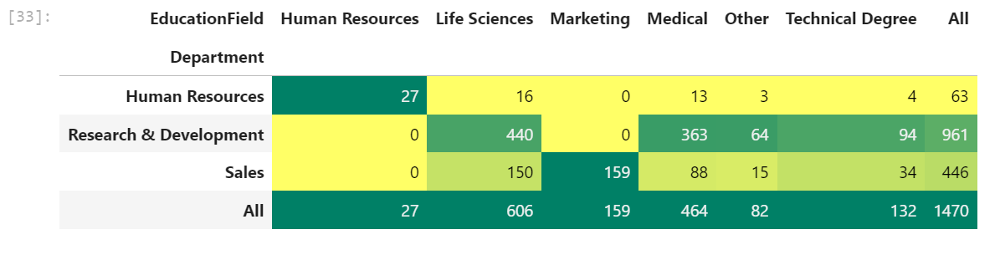 [33]: EducationField Human Resources Life Sciences Marketing Medical Other Technical Degree All
Department
Human Resources 27 16 0 13 3 4 63
Research & Development 0 440 0 363 64 94 961
Sales 0 150 159 88 15 34 446
All 27 606 159 464 82 132 1470